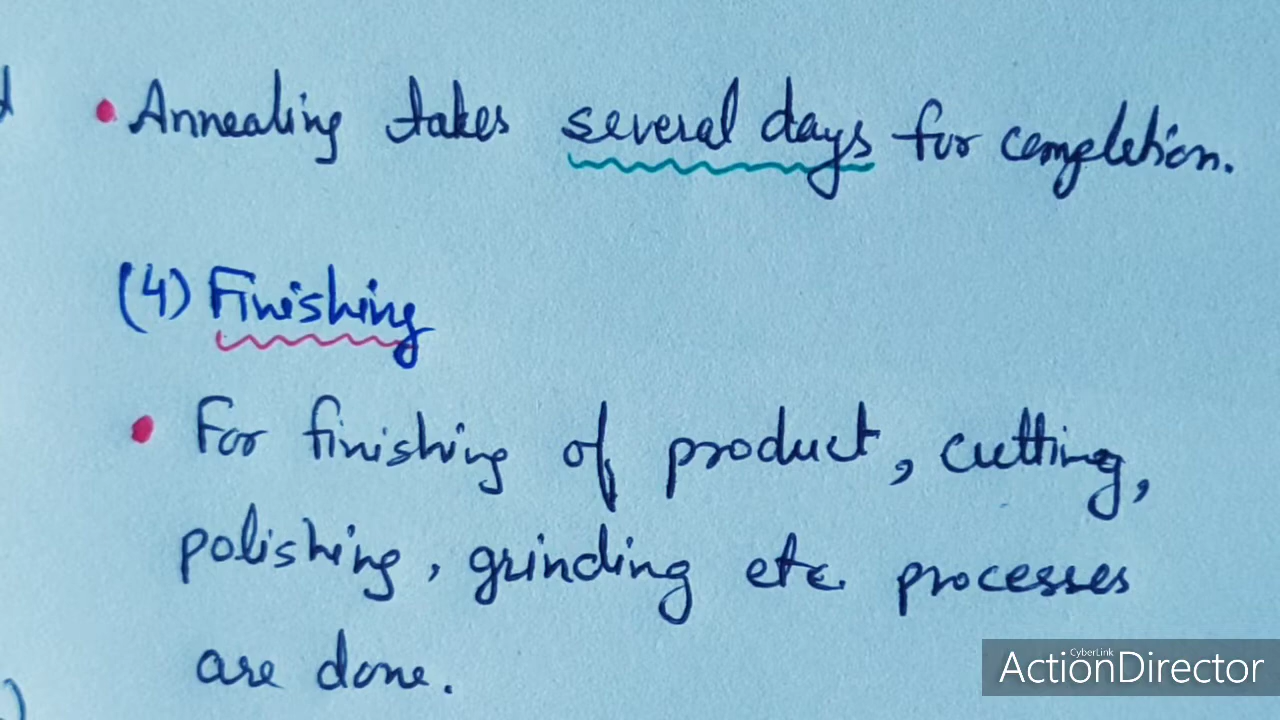 • Annealing takes several days for completion.
(4) Finishing
• For finishing of product, cutting,
polishing, grinding etc. processes
are done.
CyberLink
ActionDirector